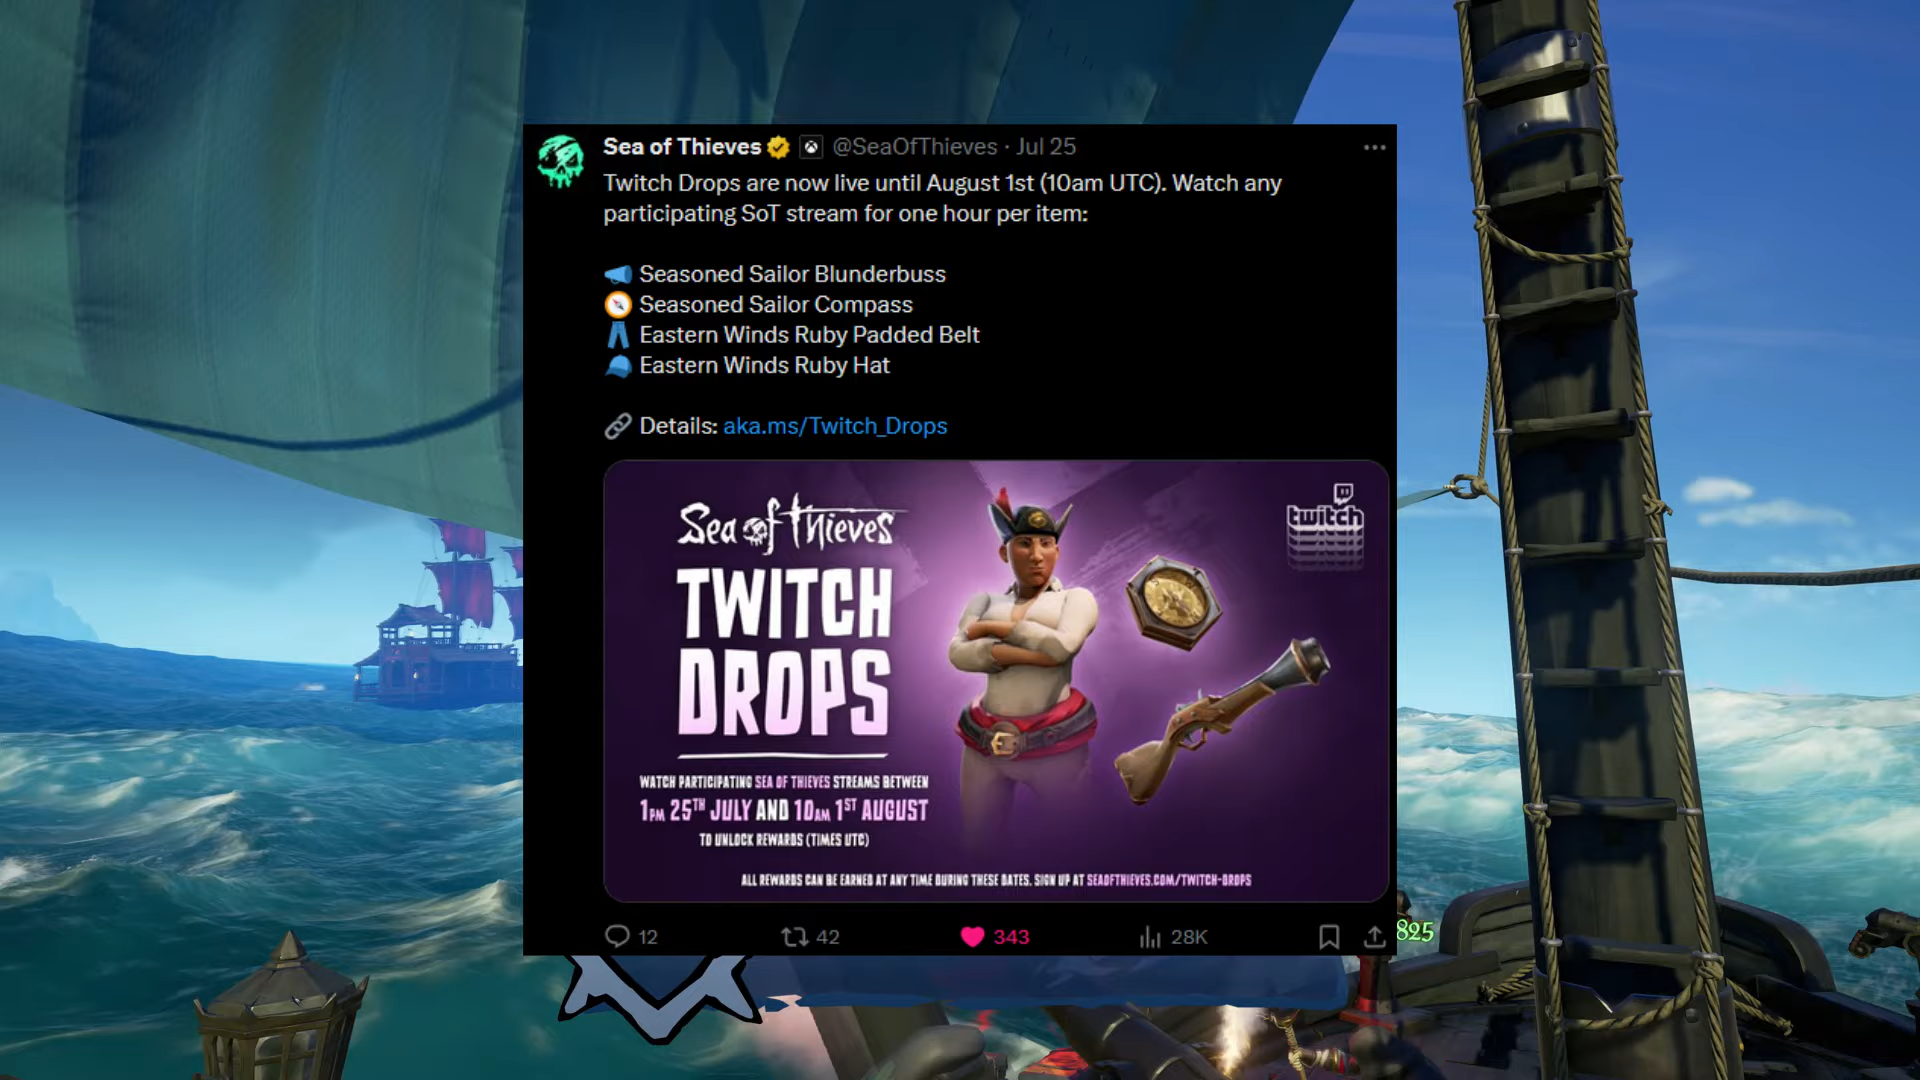 Sea of Thieves @SeaOfThieves · Jul 25
Twitch Drops are now live until August 1st (10am UTC). Watch any
participating SoT stream for one hour per item:
Seasoned Sailor Blunderbuss
Seasoned Sailor Compass
Eastern Winds Ruby Padded Belt
Eastern Winds Ruby Hat
Details: aka.ms/Twitch_Drops
Sea of Thieves
TWITCH
DROPS
WATCH PARTICIPATING SEA OF THIEVES STREAMS BETWEEN
1PM 25TH JULY AND 10AM 1ST AUGUST
TO UNLOCK REWARDS (TIMES UTC)
twitch
ALL REWARDS CAN BE EARNED AT ANY TIME DURING THESE DATES. SIGN UP AT SEAOFTHIEVES.COM/TWITCH-DROPS
12 42 343 28K
825